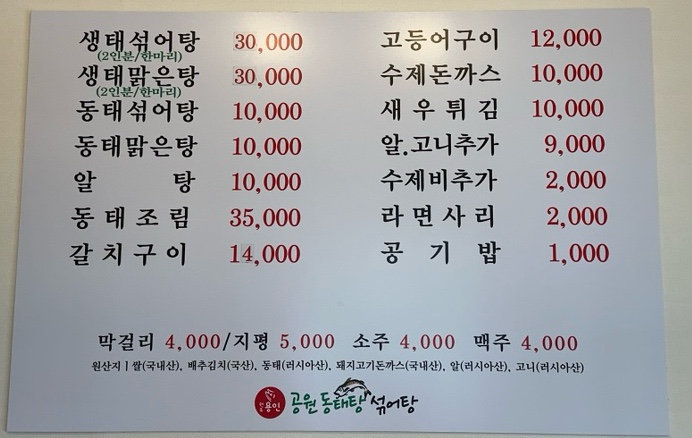 생태섞어탕 30,000
(2인분/한마리)
생태맑은탕 30,000
(2인분/한마리)
동태섞어탕 10,000
동태맑은탕 10,000
알 탕 10,000
동태조림 35,000
갈치구이 14,000
고등어구이 12,000
수제돈까스 10,000
새우튀김 10,000
알.고니추가 9,000
수제비추가 2,000
라면사리 2,000
공기밥 1,000
막걸리 4,000/지평 5,000 소주 4,000 맥주 4,000
원산지ㅣ쌀(국내산), 배추김치(국산), 동태(러시아산), 돼지고기돈까스(국내산), 알(러시아산), 고니(러시아산)
용인 공원 동태탕 섞어탕